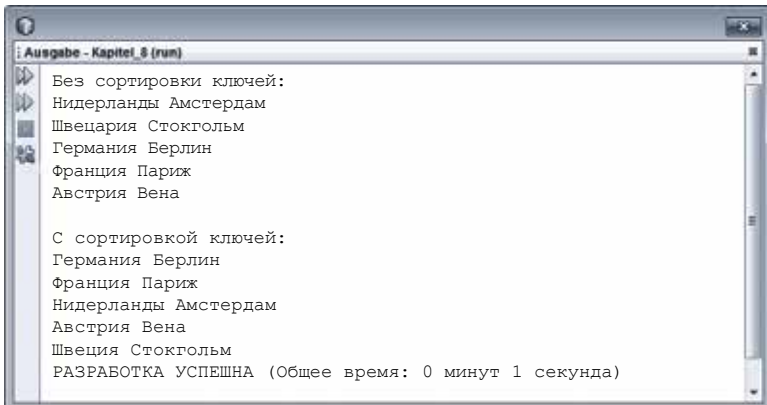 Ausgabe - Kapitel_8 (run)
Без сортировки ключей:
Нидерланды Амстердам
Швецария Стокгольм
Германия Берлин
Франция Париж
Австрия Вена
С сортировкой ключей:
Германия Берлин
Франция Париж
Нидерланды Амстердам
Австрия Вена
Швеция Стокгольм
РАЗРАБОТКА УСПЕШНА (Общее время: 0 минут 1 секунда)